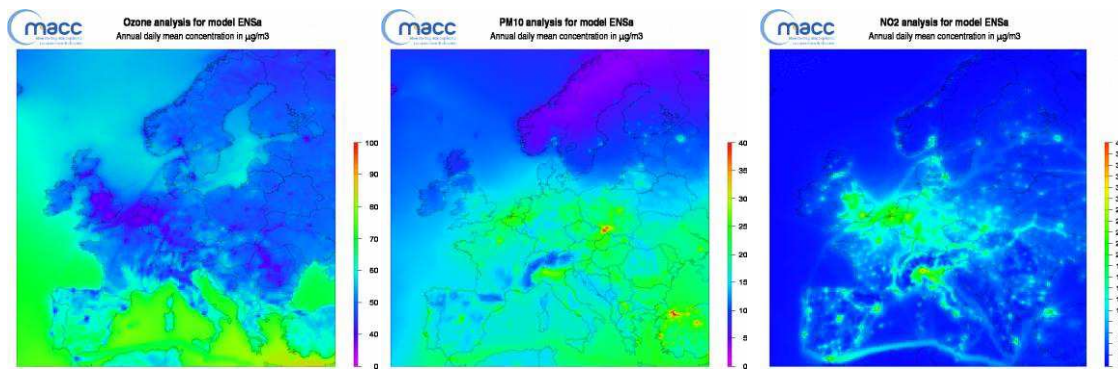 macc
Ozone analysis for model ENSa
Annual daily mean concentration in µg/m3
100
90
80
70
60
50
40
0
macc
PM10 analysis for model ENSa
Annual daily mean concentration in µg/m3
40
35
30
25
20
15
10
5
0
macc
NO2 analysis for model ENSa
Annual daily mean concentration in µg/m3